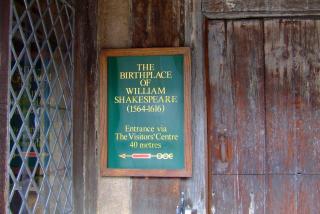 THE
BIRTHPLACE
OF
WILLIAM
SHAKESPEARE
(1564-1616)
Entrance via
The Visitors' Centre
40 metres